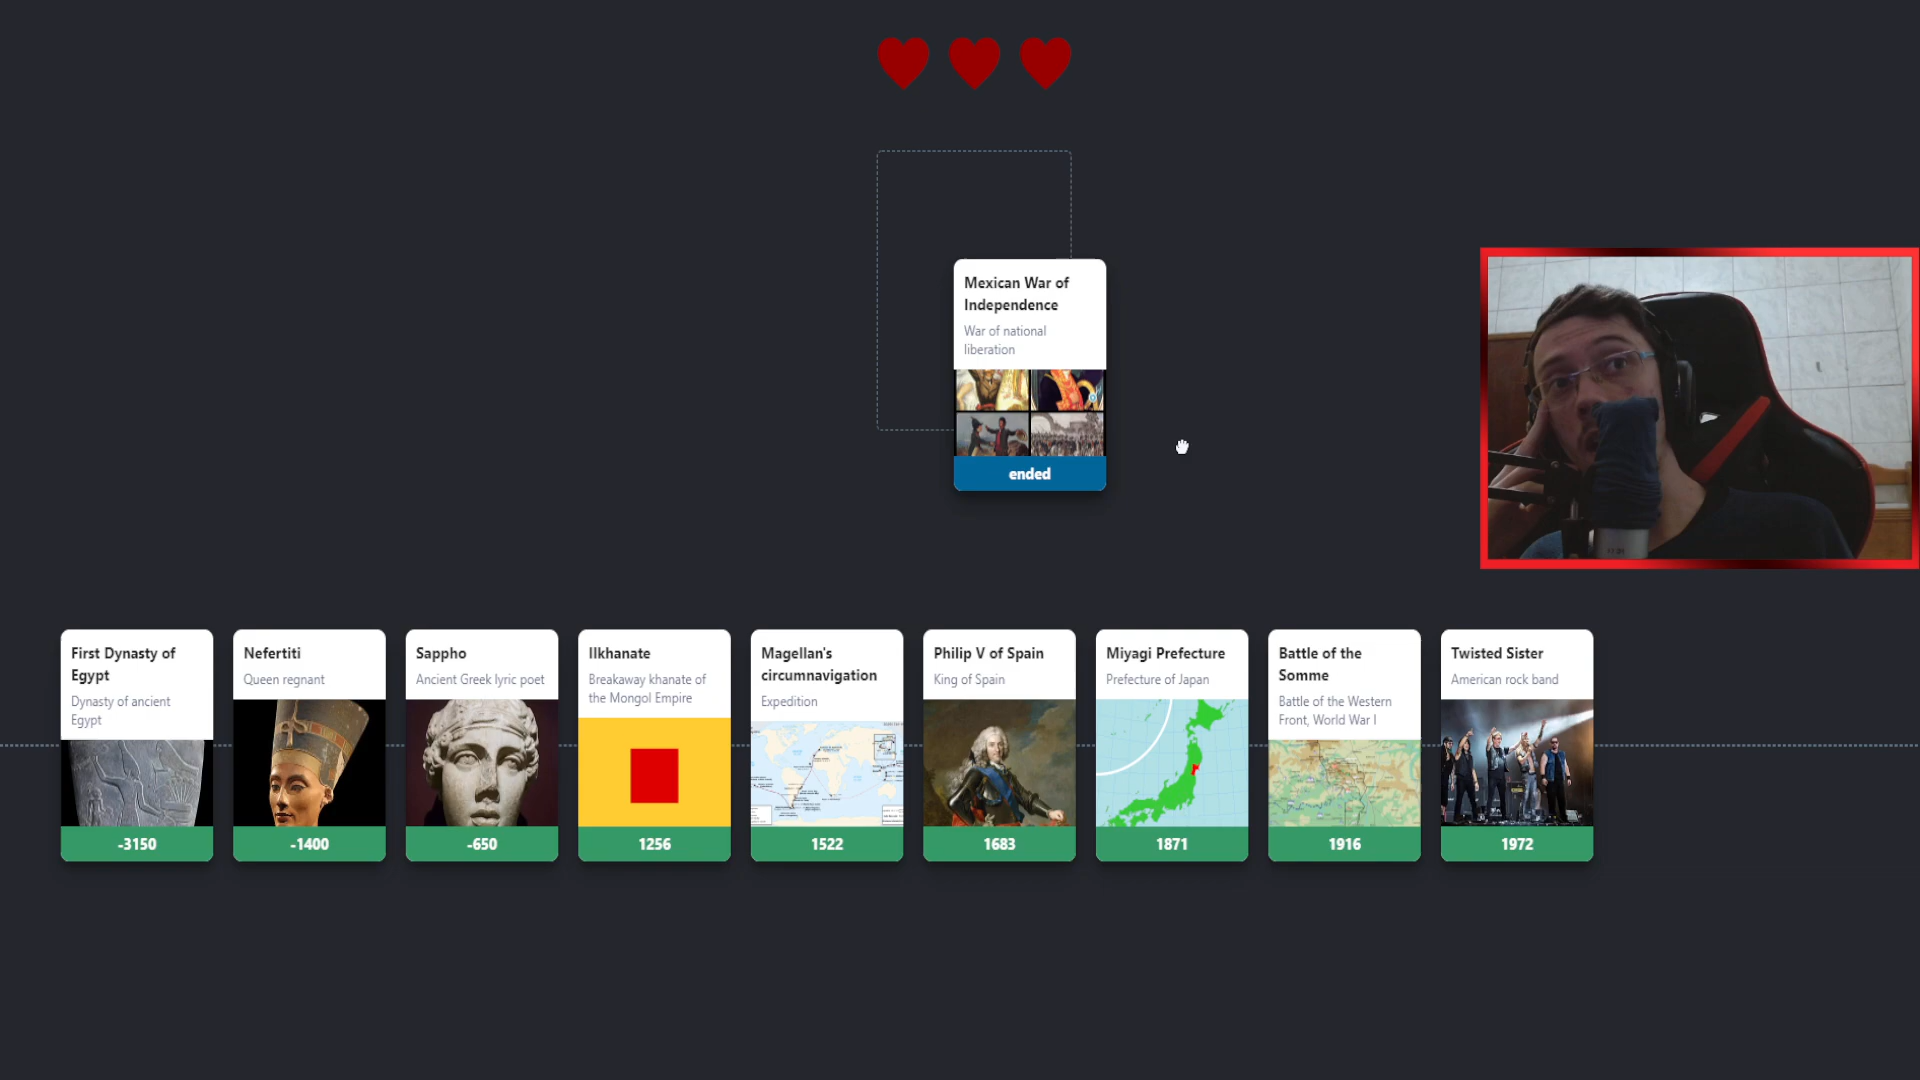 Mexican War of
Independence
War of national
liberation
ended
First Dynasty of
Egypt
Dynasty of ancient
Egypt
-3150
Nefertiti
Queen regnant
-1400
Sappho
Ancient Greek lyric poet
-650
Ilkhanate
Breakaway khanate of
the Mongol Empire
1256
Magellan's
circumnavigation
Expedition
1522
Philip V of Spain
King of Spain
1683
Miyagi Prefecture
Prefecture of Japan
1871
Battle of the
Somme
Battle of the Western
Front, World War I
1916
Twisted Sister
American rock band
1972